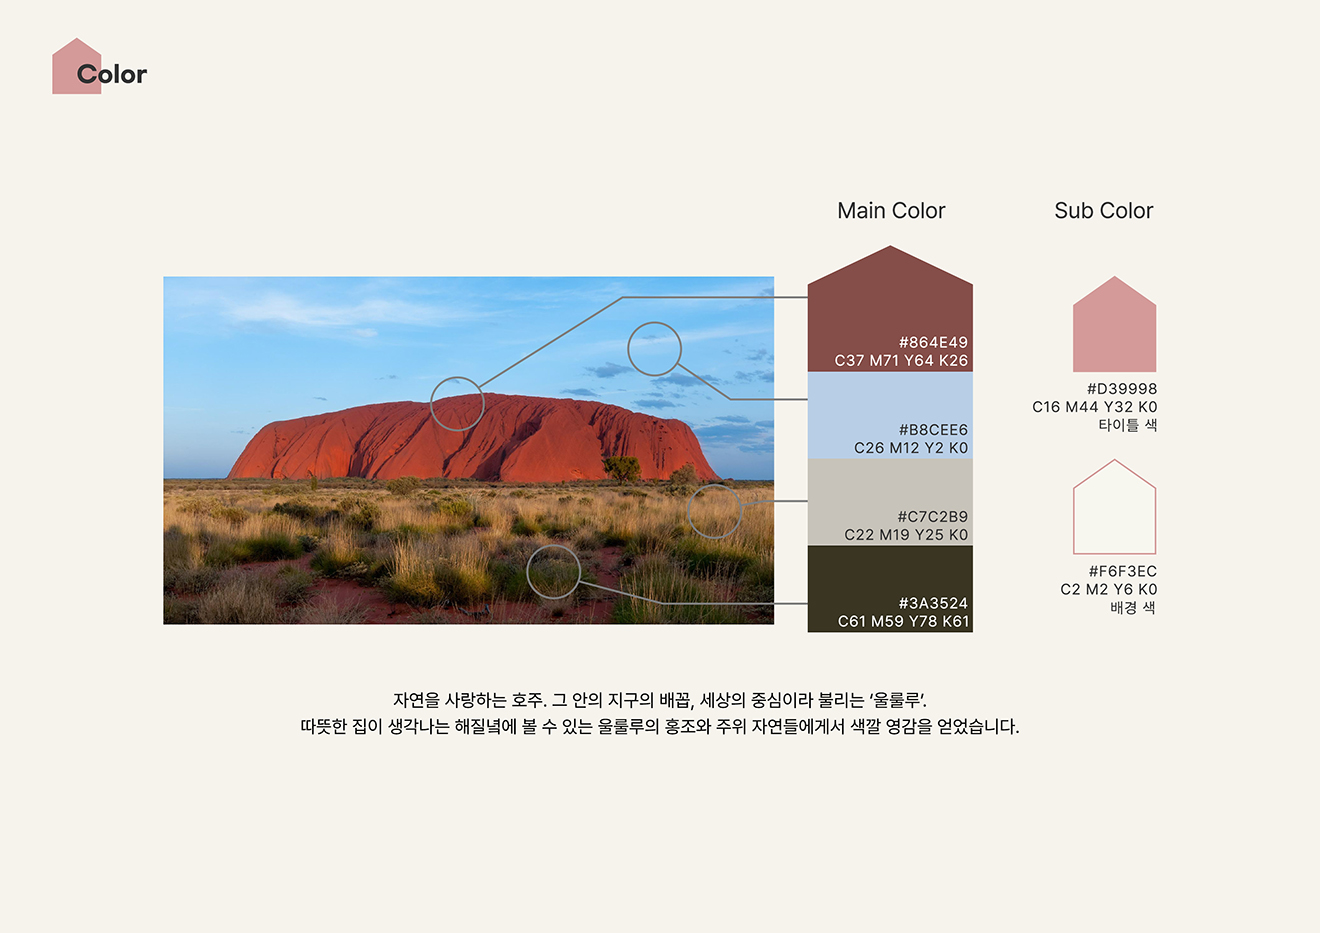 Color
Main Color
Sub Color
#864E49
C37 M71 Y64 K26
#B8CEE6
C26 M12 Y2 K0
#C7C2B9
C22 M19 Y25 K0
#3A3524
C61 M59 Y78 K61
#D39998
C16 M44 Y32 K0
타이틀 색
#F6F3EC
C2 M2 Y6 K0
배경 색
자연을 사랑하는 호주. 그 안의 지구의 배꼽, 세상의 중심이라 불리는 ‘울룰루’.
따뜻한 집이 생각나는 해질녘에 볼 수 있는 울룰루의 홍조와 주위 자연들에게서 색깔 영감을 얻었습니다.